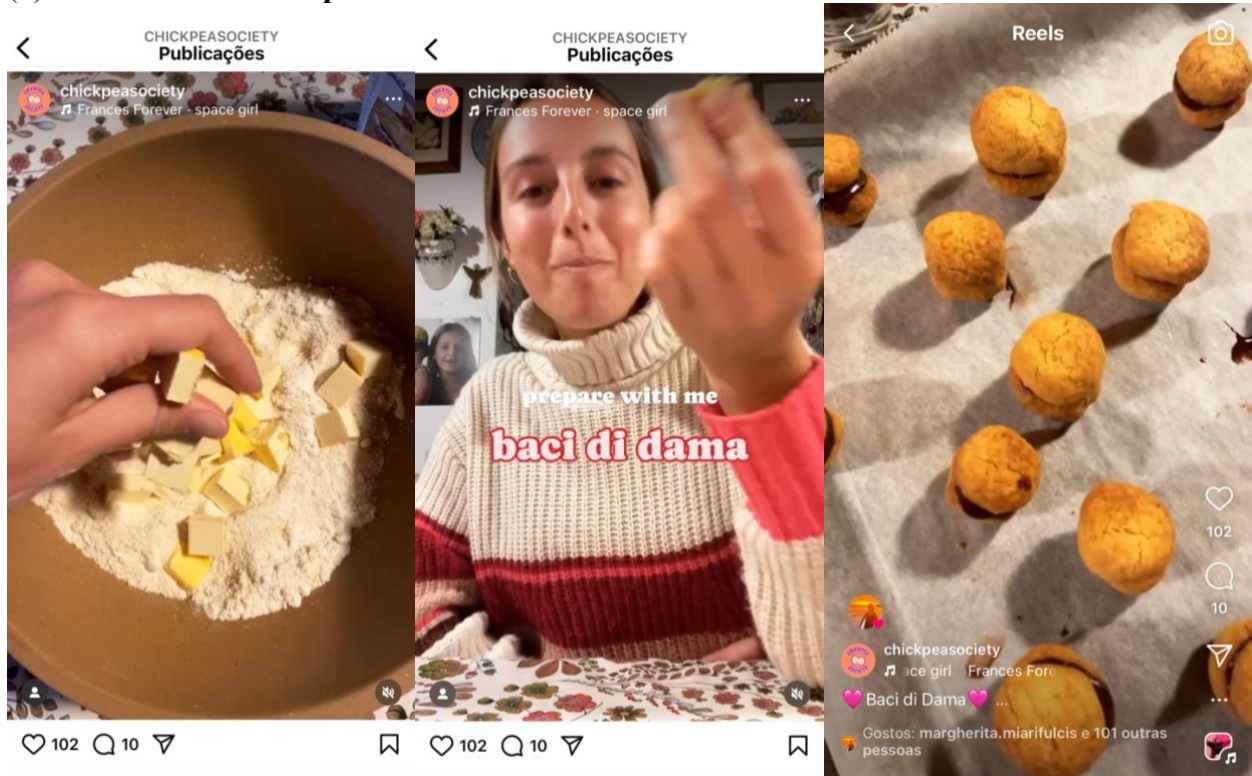 CHICKPEASOCIETY
Publicações
chickpeasociety
Frances Forever · space girl
102
10
CHICKPEASOCIETY
Publicações
chickpeasociety
Frances Forever · space girl
prepare with me
baci di dama
102
10
Reels
102
10
chickpeasociety
ace girl Frances Fore
Baci di Dama ...
Gostos: margherita.miarifulcis e 101 outras
pessoas